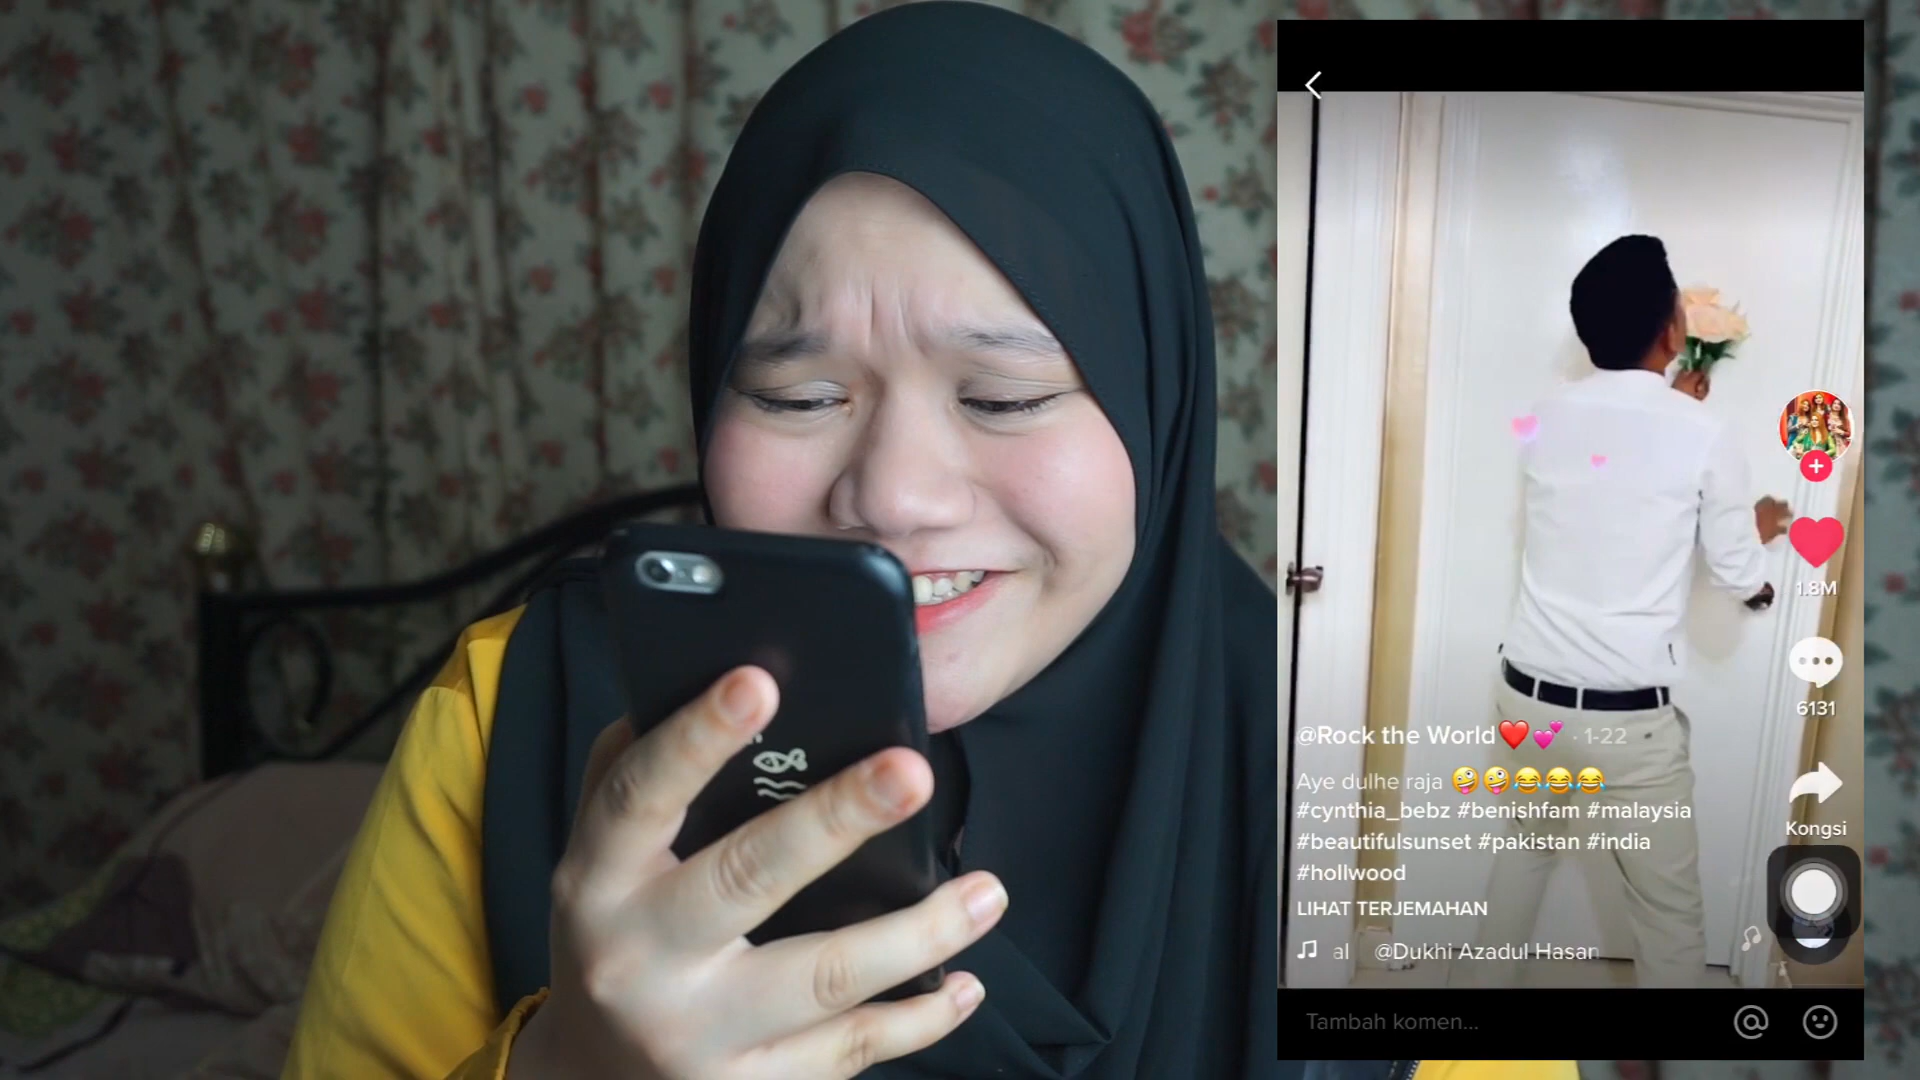 1.8M
6131
@Rock the World❤️💕 · 1-22
Aye dulhe raja 🤪🤪😂😂😂
#cynthia_bebz #benishfam #malaysia
#beautifulsunset #pakistan #india
#hollwood
Kongsi
LIHAT TERJEMAHAN
al @Dukhi Azadul Hasan
Tambah komen...